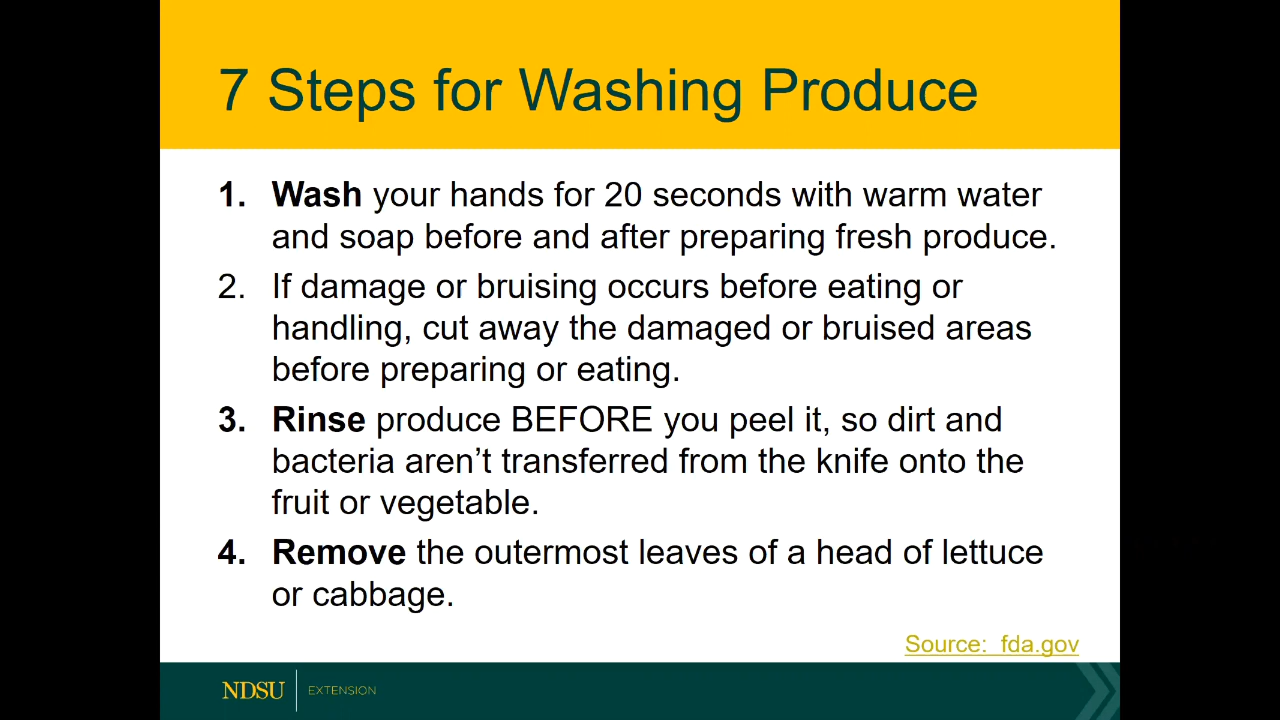 7 Steps for Washing Produce
1. Wash your hands for 20 seconds with warm water
and soap before and after preparing fresh produce.
2. If damage or bruising occurs before eating or
handling, cut away the damaged or bruised areas
before preparing or eating.
3. Rinse produce BEFORE you peel it, so dirt and
bacteria aren’t transferred from the knife onto the
fruit or vegetable.
4. Remove the outermost leaves of a head of lettuce
or cabbage.
Source: fda.gov
NDSU EXTENSION